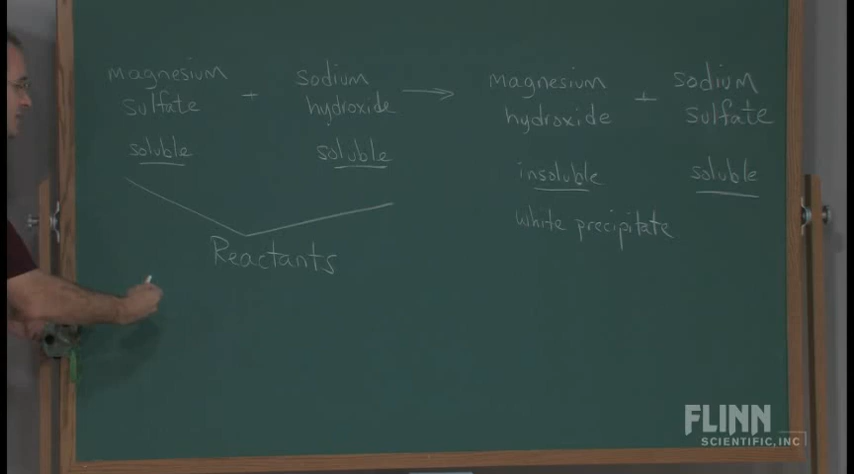 magnesium + sodium → magnesium + sodium
sulfate hydroxide hydroxide sulfate
soluble soluble insoluble soluble
white precipitate
Reactants
FLINN
SCIENTIFIC, INC